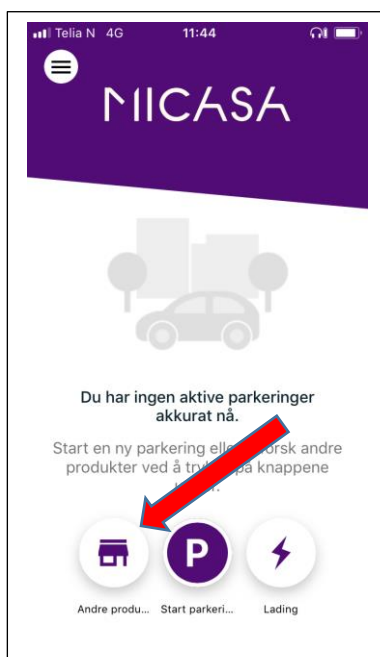 Telia N 4G 11:44
MICASA
Du har ingen aktive parkeringer
akkurat nå.
Start en ny parkering andre
produkter ved å på knappene
P
Andre produ... Start parkeri... Lading